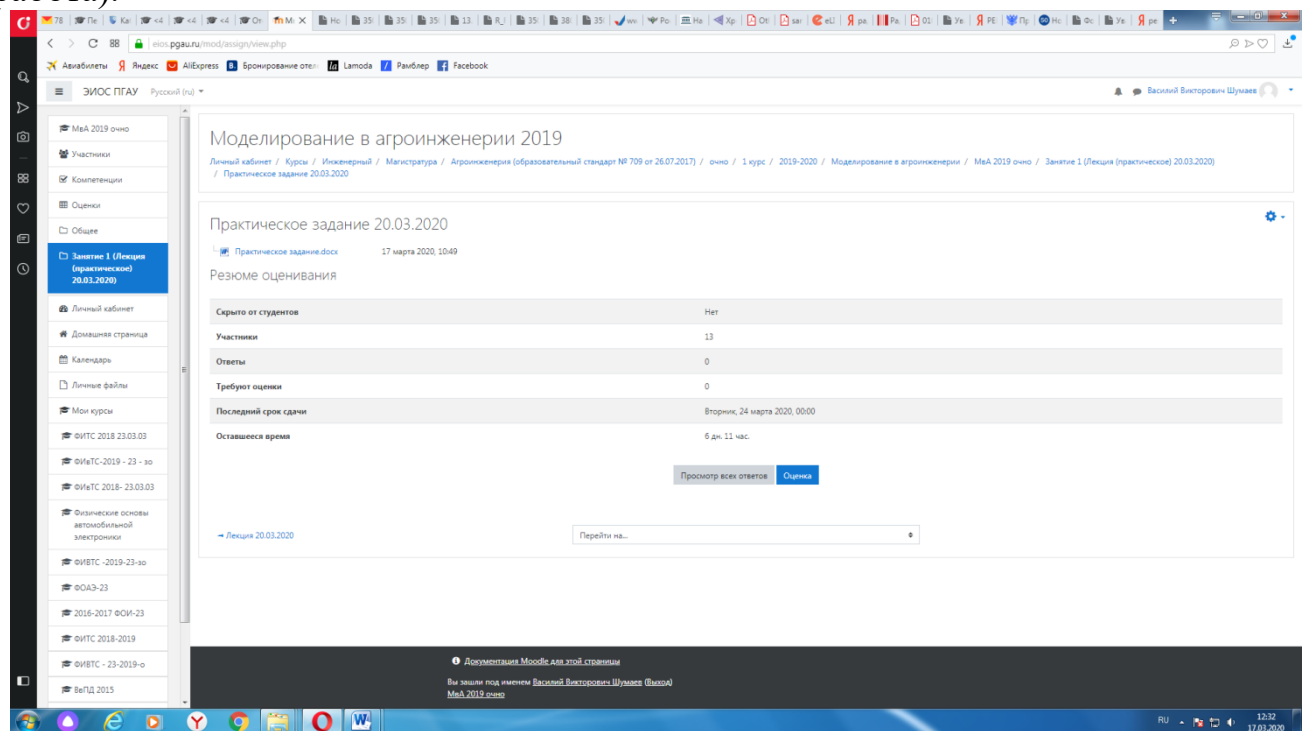 работа).
eios.pgau.ru/mod/assign/view.php
Авиабилеты Яндекс AliExpress Бронирование отел Lamoda Рамблер Facebook
ЭИОС ПГАУ Русский (ru)
Василий Викторович Шумаев
МвА 2019 очно
Участники
Компетенции
Оценки
Общее
Занятие 1 (Лекция
(практическое)
20.03.2020)
Личный кабинет
Домашняя страница
Календарь
Личные файлы
Мои курсы
ФИТС 2018 23.03.03
ФИвТС-2019 - 23 - зо
ФИвТС 2018- 23.03.03
Физические основы
автомобильной
электроники
ФИВТС -2019-23-зо
ФОАЭ-23
2016-2017 ФОИ-23
ФИТС 2018-2019
ФИВТС - 23-2019-о
ВеПД 2015
Моделирование в агроинженерии 2019
Личный кабинет / Курсы / Инженерный / Магистратура / Агроинженерия (образовательный стандарт № 709 от 26.07.2017) / очно / 1 курс / 2019-2020 / Моделирование в агроинженерии / МвА 2019 очно / Занятие 1 (Лекция (практическое) 20.03.2020)
/ Практическое задание 20.03.2020
Практическое задание 20.03.2020
Практическое задание.docx 17 марта 2020, 10:49
Резюме оценивания
Скрыто от студентов Нет
Участники 13
Ответы 0
Требуют оценки 0
Последний срок сдачи Вторник, 24 марта 2020, 00:00
Оставшееся время 6 дн. 11 час.
Просмотр всех ответов Оценка
Лекция 20.03.2020 Перейти на...
Документация Moodle для этой страницы
Вы зашли под именем Василий Викторович Шумаев (Выход)
МвА 2019 очно
RU 12:32
17.03.2020